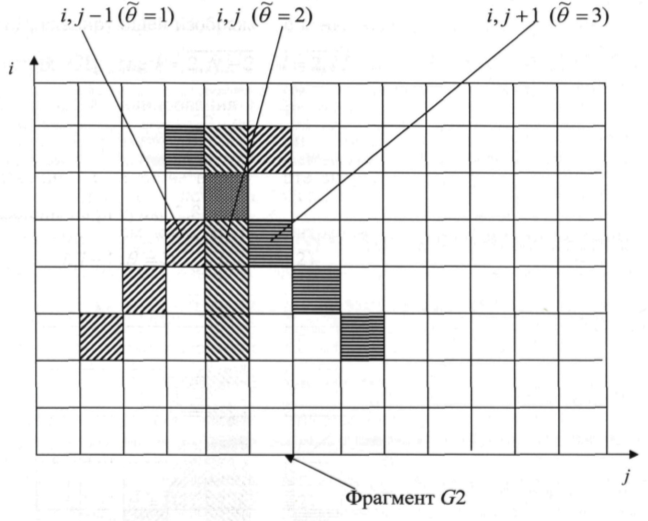 i, j − 1 (θ̃ = 1) i, j (θ̃ = 2) i, j + 1 (θ̃ = 3)
i
j
Фрагмент G2